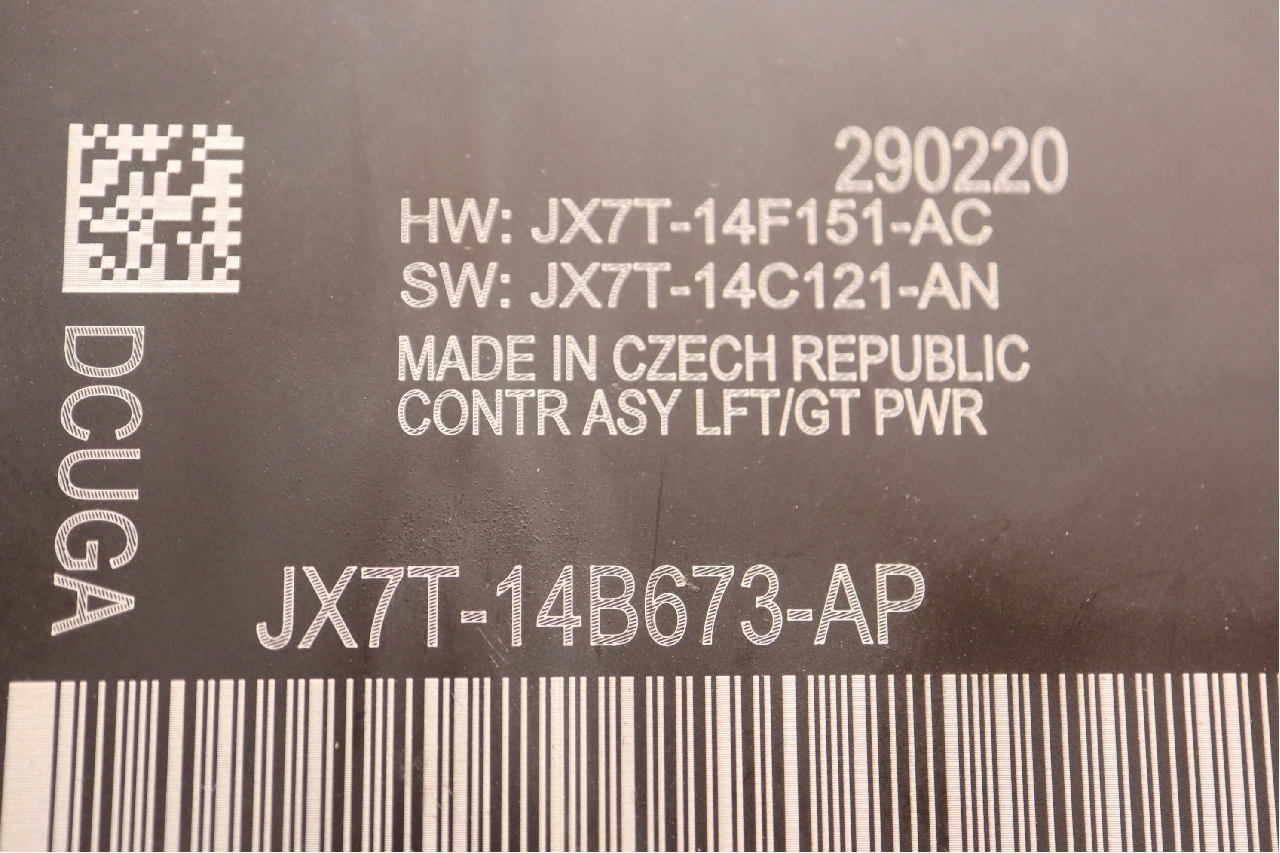 290220
HW: JX7T-14F151-AC
SW: JX7T-14C121-AN
MADE IN CZECH REPUBLIC
CONTR ASY LFT/GT PWR
DCUGA
JX7T-14B673-AP